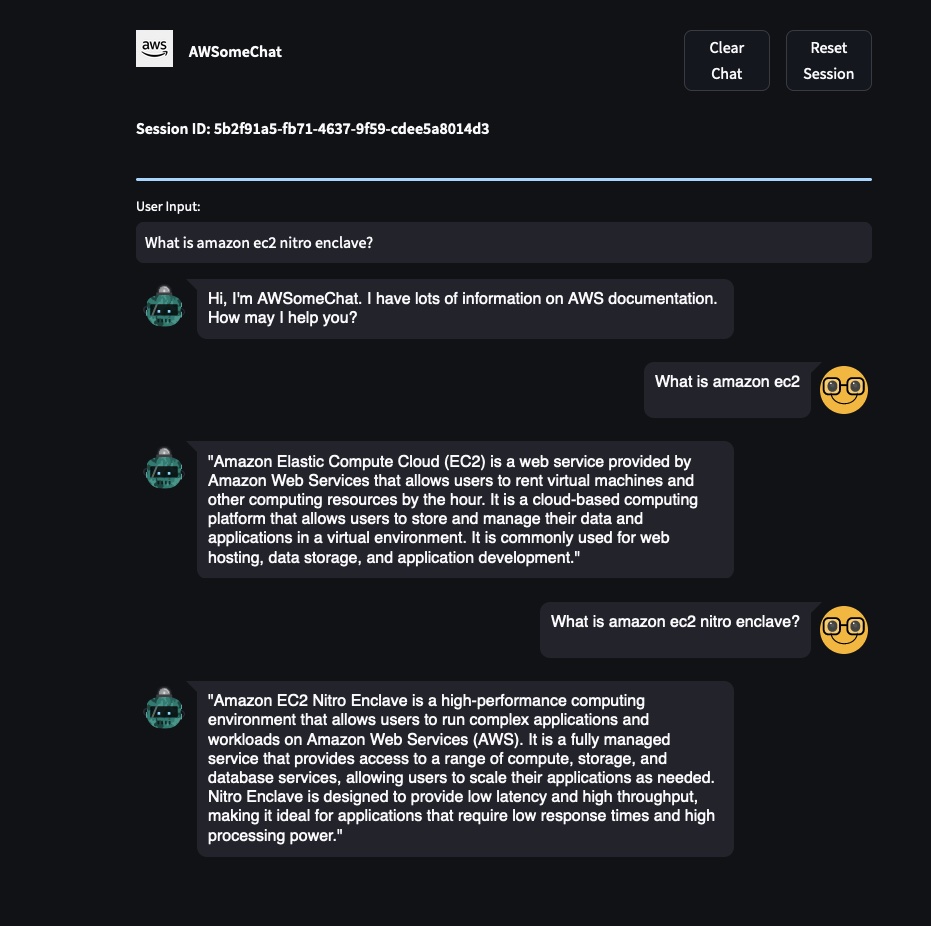 aws
AWSomeChat
Clear
Chat
Reset
Session
Session ID: 5b2f91a5-fb71-4637-9f59-cdee5a8014d3
User Input:
What is amazon ec2 nitro enclave?
Hi, I'm AWSomeChat. I have lots of information on AWS documentation.
How may I help you?
What is amazon ec2
"Amazon Elastic Compute Cloud (EC2) is a web service provided by
Amazon Web Services that allows users to rent virtual machines and
other computing resources by the hour. It is a cloud-based computing
platform that allows users to store and manage their data and
applications in a virtual environment. It is commonly used for web
hosting, data storage, and application development."
What is amazon ec2 nitro enclave?
"Amazon EC2 Nitro Enclave is a high-performance computing
environment that allows users to run complex applications and
workloads on Amazon Web Services (AWS). It is a fully managed
service that provides access to a range of compute, storage, and
database services, allowing users to scale their applications as needed.
Nitro Enclave is designed to provide low latency and high throughput,
making it ideal for applications that require low response times and high
processing power."